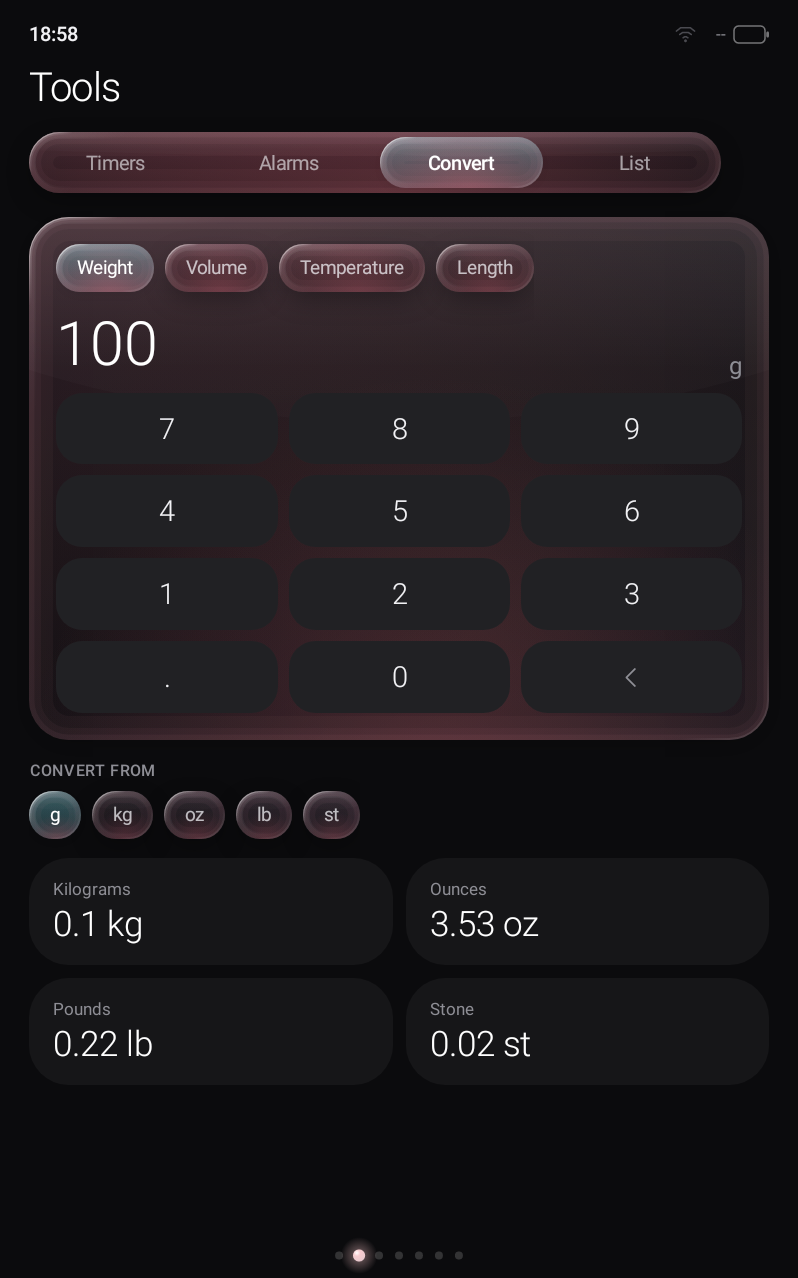 18:58 --
Tools
Timers Alarms Convert List
Weight Volume Temperature Length
100 g
7 8 9
4 5 6
1 2 3
. 0
CONVERT FROM
g kg oz lb st
Kilograms Ounces
0.1 kg 3.53 oz
Pounds Stone
0.22 lb 0.02 st